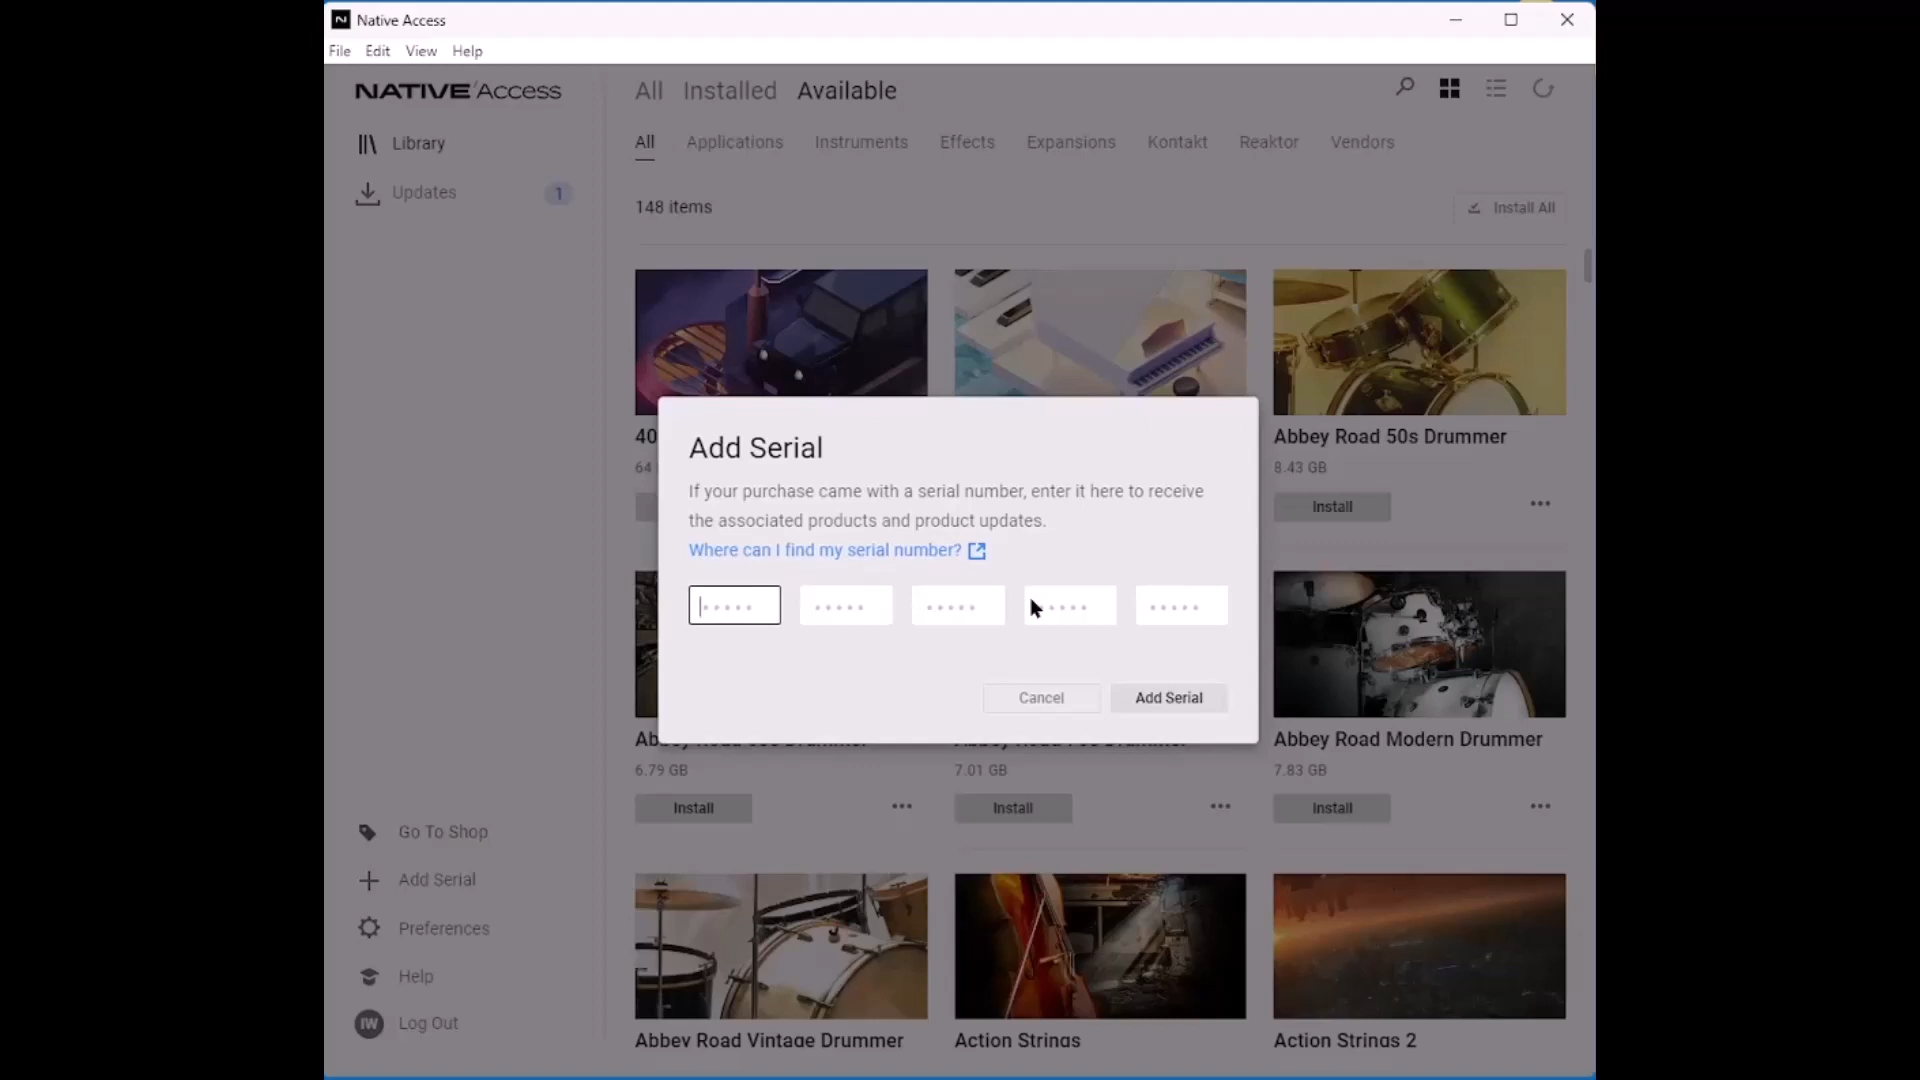 Native Access
File Edit View Help
NATIVE Access
All Installed Available
Library
All Applications Instruments Effects Expansions Kontakt Reaktor Vendors
Updates 1
148 items
Install All
40
Abbey Road 50s Drummer
64
8.43 GB
Install
Add Serial
If your purchase came with a serial number, enter it here to receive
the associated products and product updates.
Where can I find my serial number?
Cancel Add Serial
Abbey Road Modern Drummer
6.79 GB 7.01 GB 7.83 GB
Install Install Install
Go To Shop
Add Serial
Preferences
Help
IW Log Out
Abbey Road Vintage Drummer Action Strings Action Strings 2